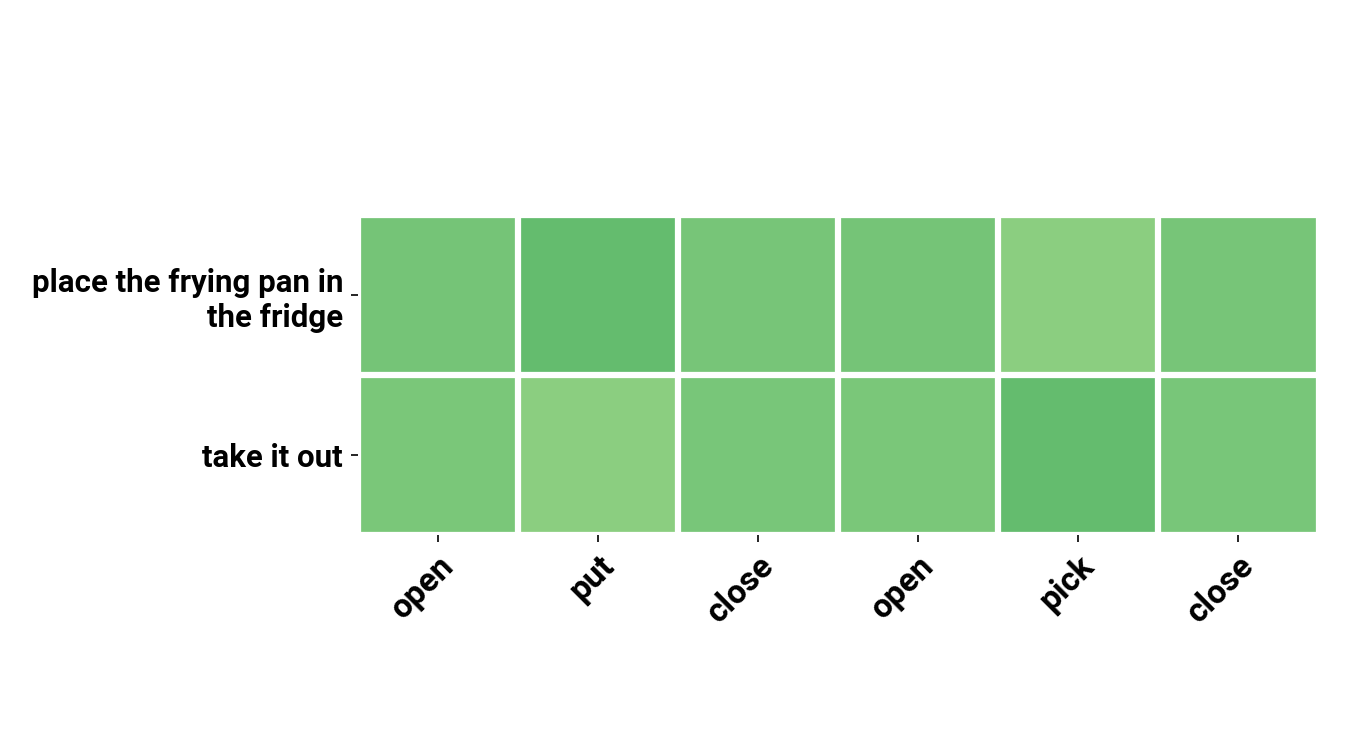 place the frying pan in
the fridge
take it out
open
put
close
open
pick
close